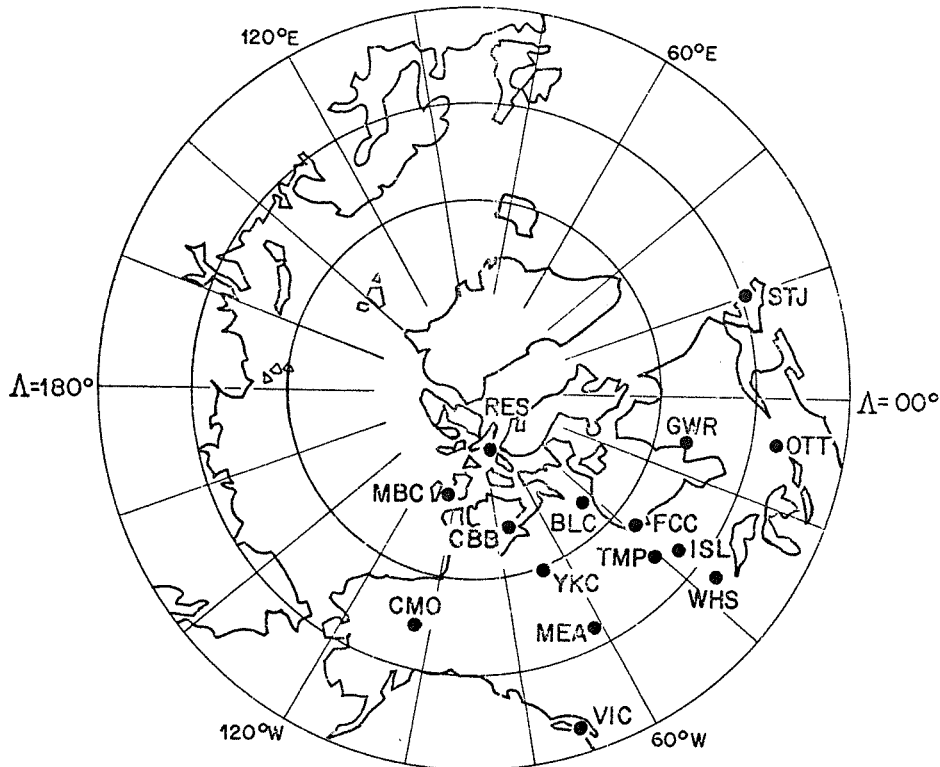 120°E
60°E
STJ
Λ=180°
Λ=00°
RES
GWR
OTT
MBC
BLC
FCC
CBB
ISL
TMP
YKC
WHS
CMO
MEA
VIC
120°W
60°W